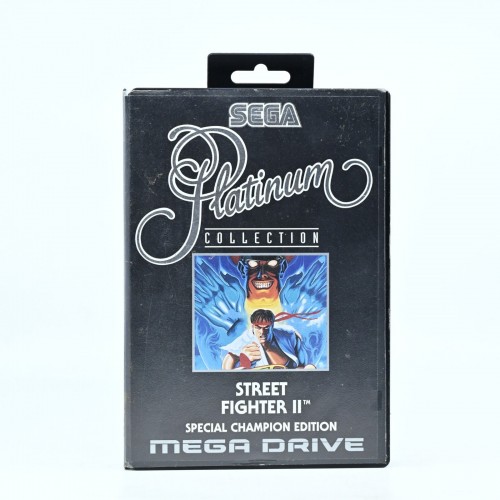 SEGA
Platinum
COLLECTION
STREET
FIGHTER II™
SPECIAL CHAMPION EDITION
MEGA DRIVE